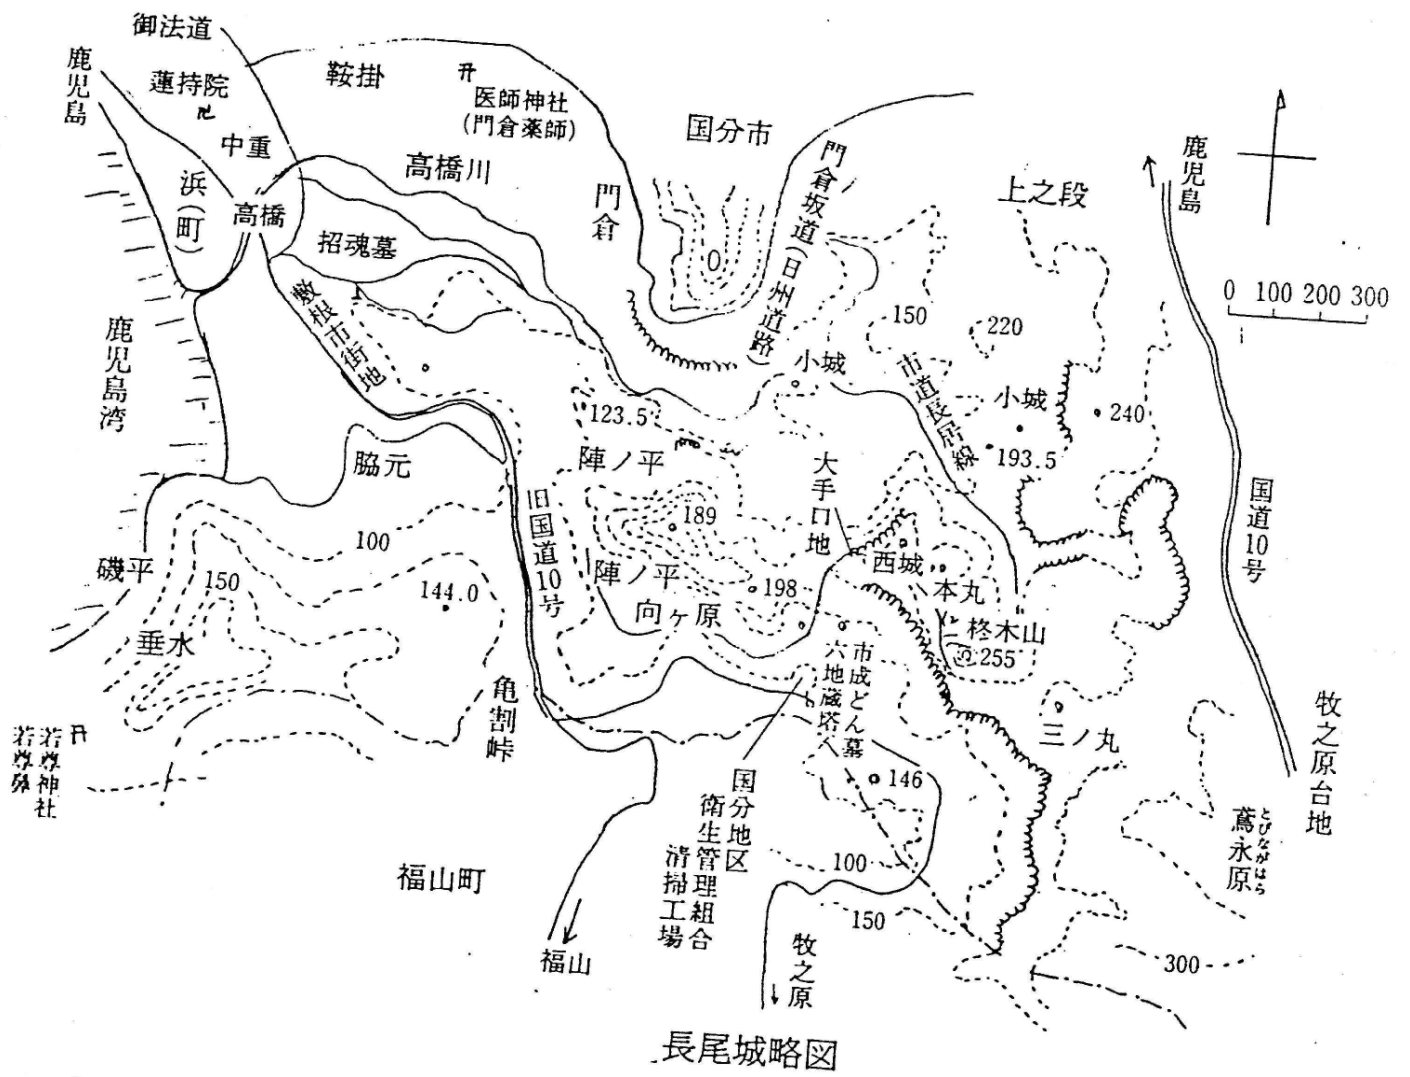 御法道
鹿児島
蓮持院
鞍掛
医師神社
(門倉薬師)
国分市
中重
高橋川
浜(町)
高橋
門倉
招魂墓
門倉坂道(日州道路)
上之段
鹿児島
0 100 200 300
鹿児島湾
敷根市街地
150
220
小城
市道長居線
小城
240
193.5
123.5
陣ノ平
脇元
大手口地
189
旧国道10号
国道10号
100
磯平
150
144.0
陣ノ平
198
西城
本丸
二
柊木山
255
向ヶ原
垂水
市成どん墓
六地蔵塔
亀割峠
三ノ丸
若尊神社
若尊鼻
牧之原台地
146
国分地区
衛生管理組合
清掃工場
とびながはら
鳶永原
100
福山町
150
福山
牧之原
300
長尾城略図